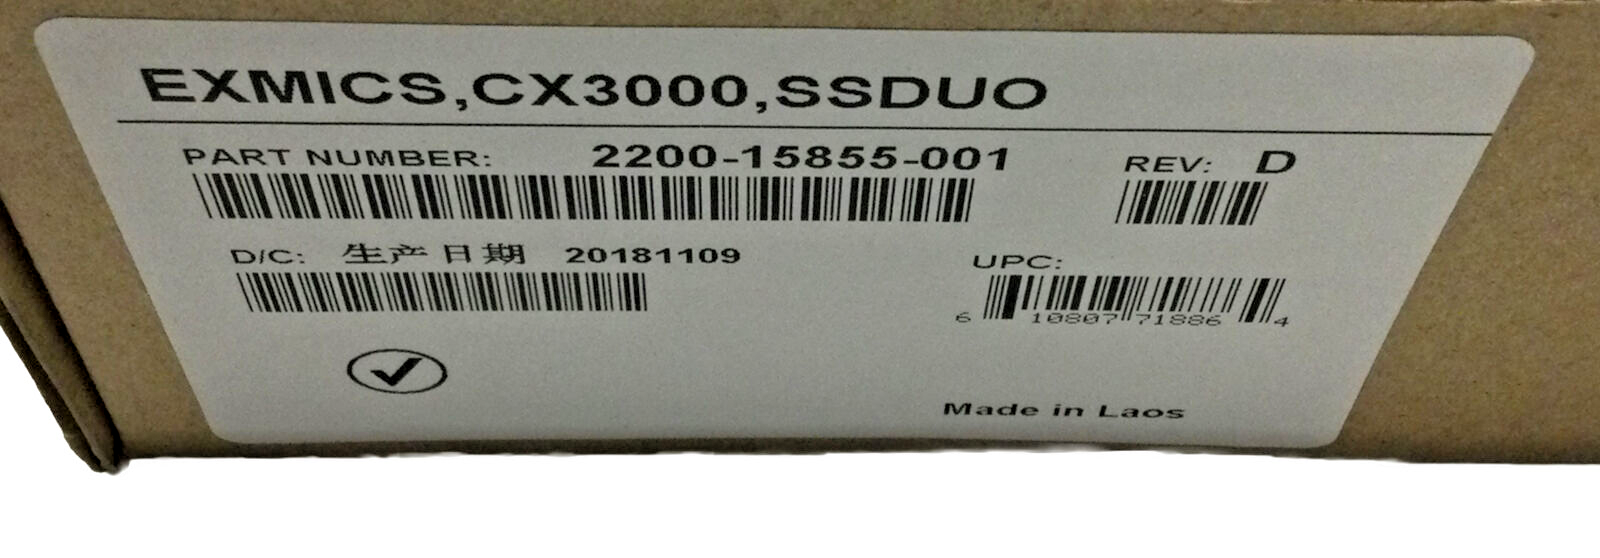 EXMICS,CX3000,SSDUO
PART NUMBER: 2200-15855-001 REV: D
D/C: 生产日期 20181109
UPC:
6 10807 71886 4
Made in Laos